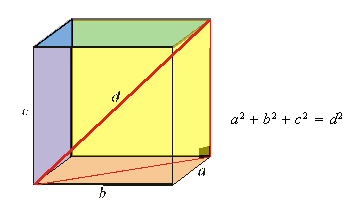 d
c
a² + b² + c² = d²
a
b